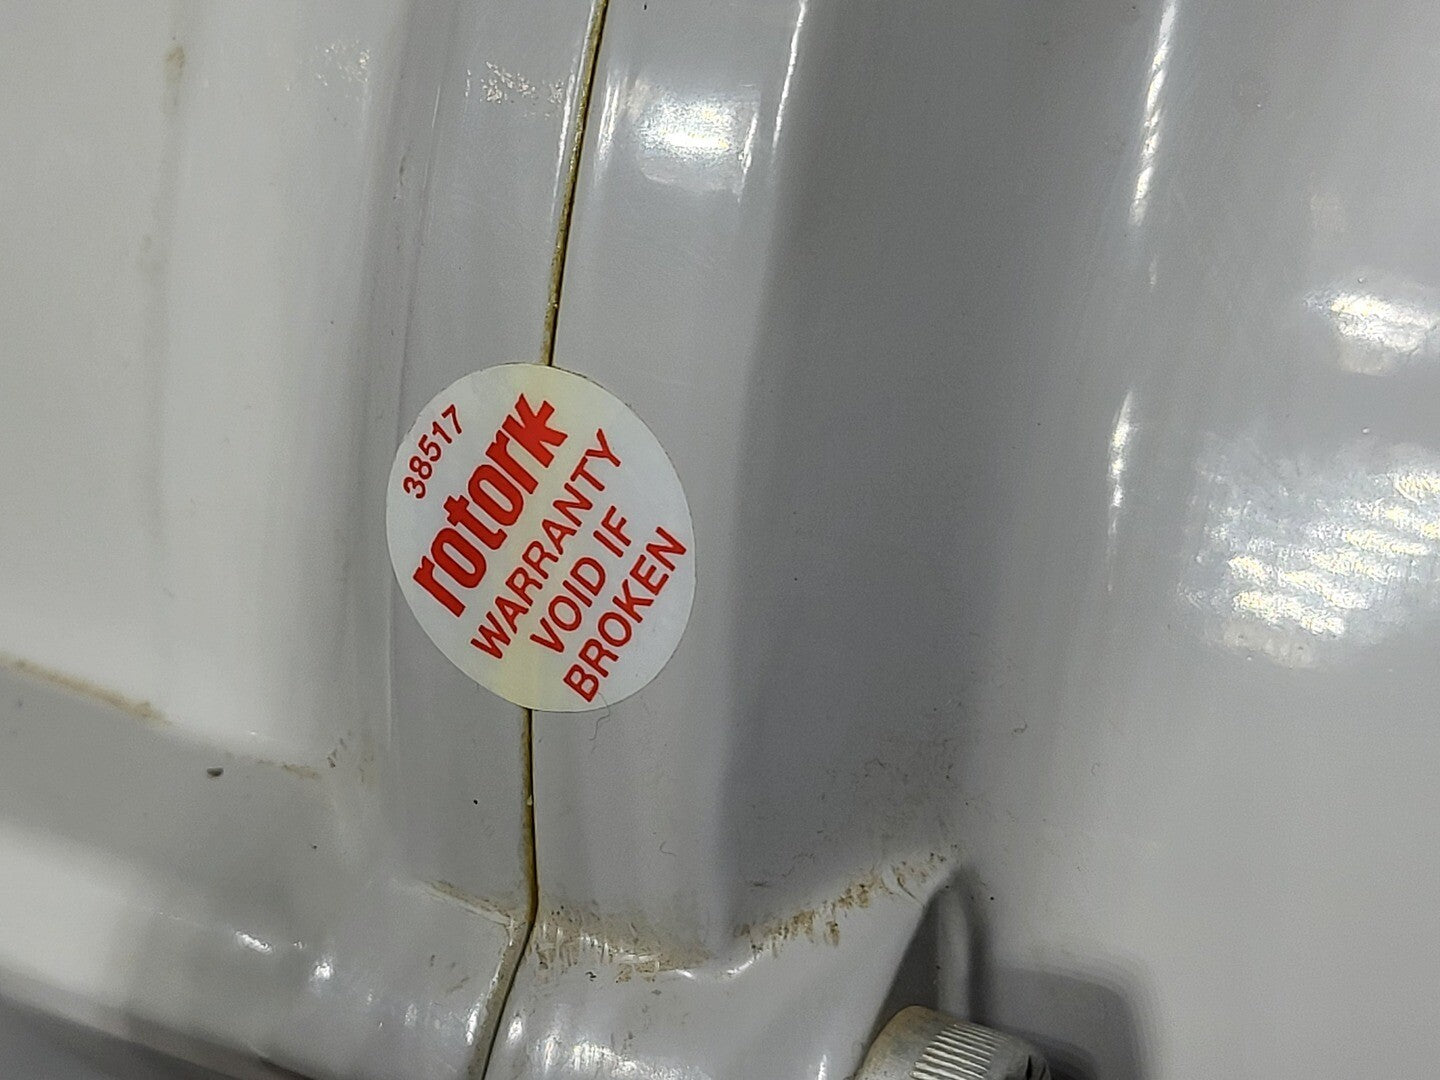 38517
rotork
WARRANTY
VOID IF
BROKEN